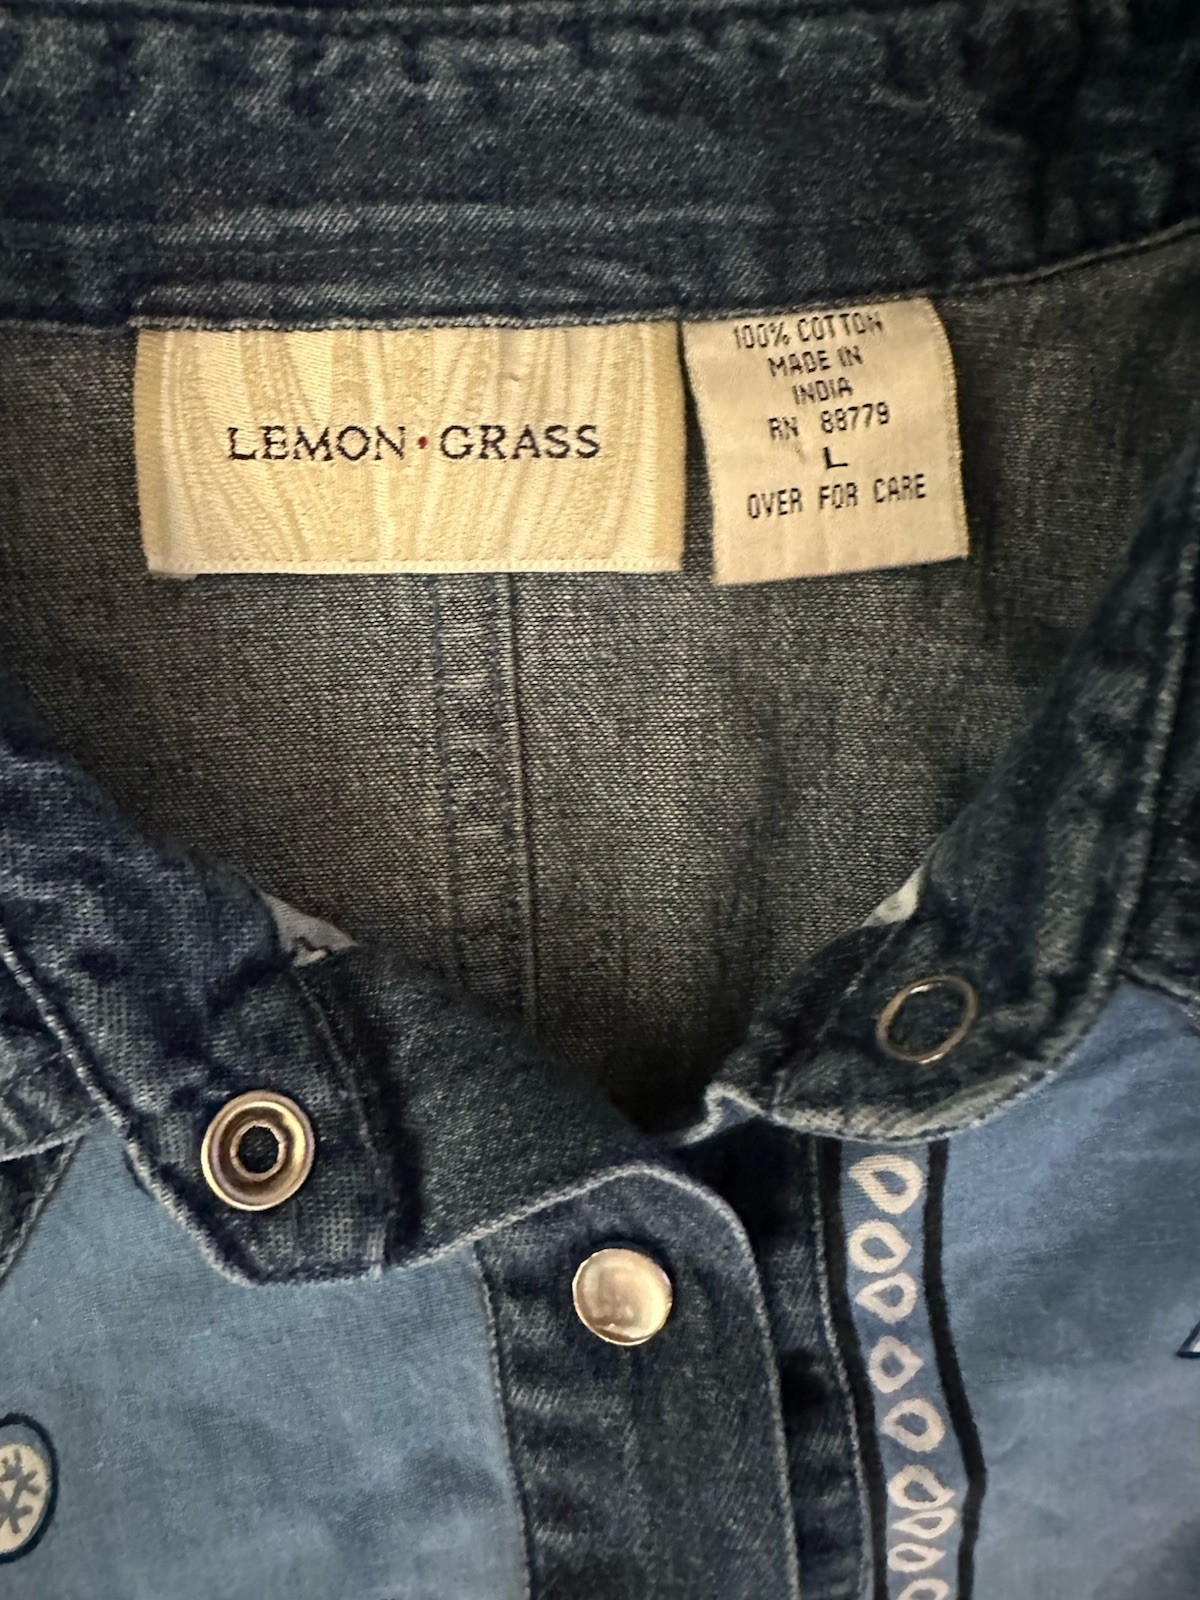 LEMON·GRASS
100% COTTON
MADE IN
INDIA
RN 88779
L
OVER FOR CARE